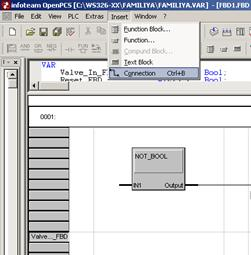 infoteam OpenPCS [C:\WS326-XX\FAMILIYA\FAMILIYA.VAR] - [FBD1.FBD
File Edit View PLC Extras Insert Window ?
Function Block...
Function...
Compound Block...
Text Block
Connection Ctrl+B
VAR
Valve_In_F Bool;
Reset_FBD Bool;
0001:
NOT_BOOL
IN1 Output
Valve..._FBD